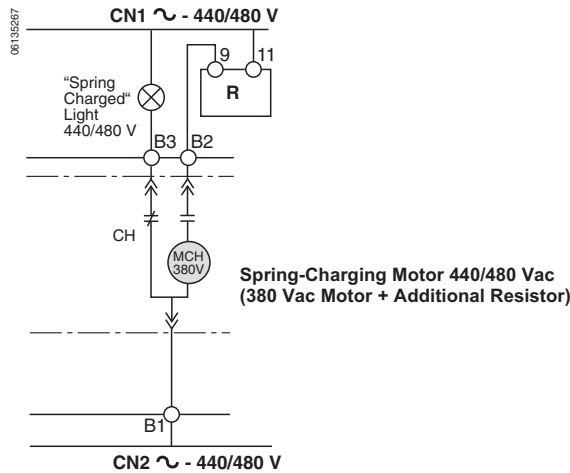 06135267
CN1 ∿ - 440/480 V
9
11
R
“Spring
Charged“
Light
440/480 V
B3
B2
CH
MCH
380V
Spring-Charging Motor 440/480 Vac
(380 Vac Motor + Additional Resistor)
B1
CN2 ∿ - 440/480 V